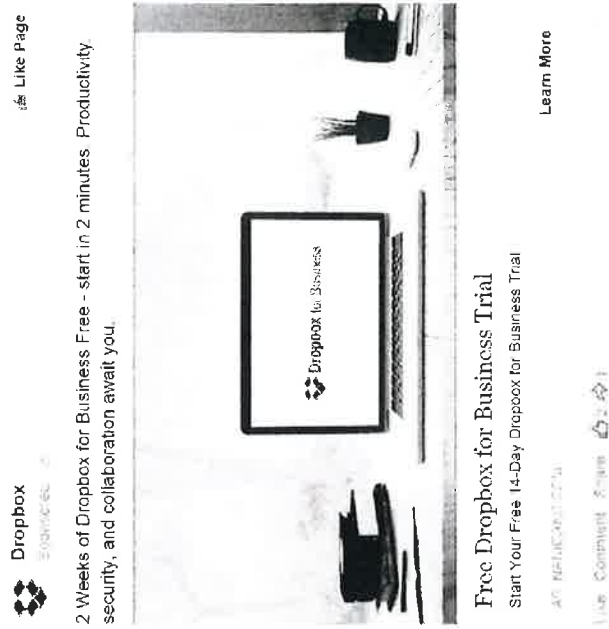 Dropbox
Like Page
2 Weeks of Dropbox for Business Free - start in 2 minutes. Productivity,
security, and collaboration await you.
Dropbox for Business
Free Dropbox for Business Trial
Start Your Free 14-Day Dropbox for Business Trial
Learn More
Like Comment Share